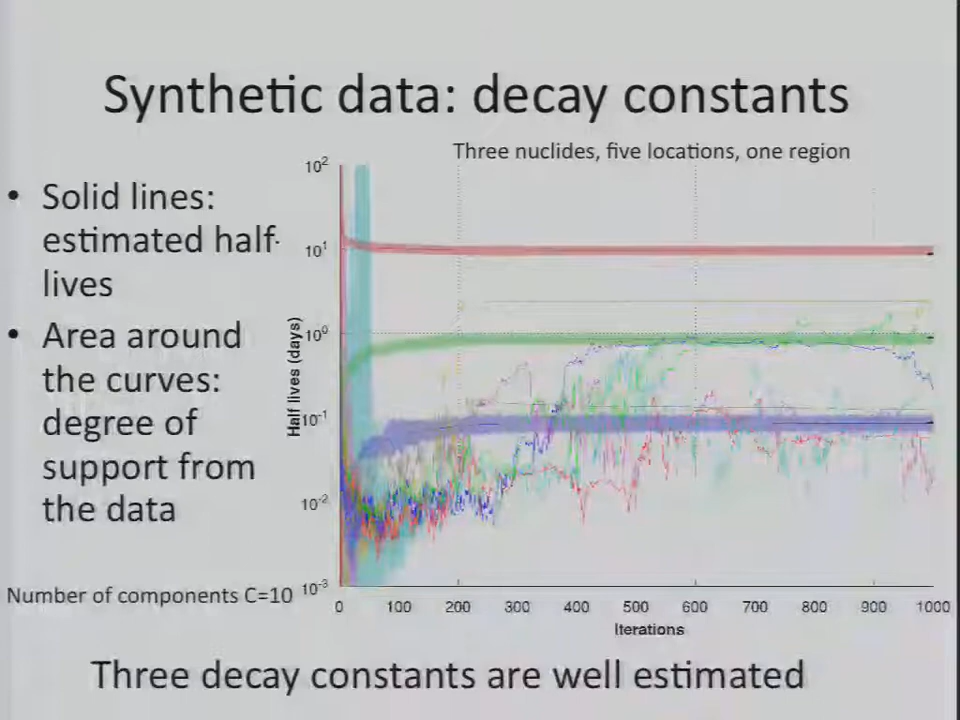 Synthetic data: decay constants
Three nuclides, five locations, one region
• Solid lines:
estimated half-
lives
• Area around
the curves:
degree of
support from
the data
Number of components C=10
10²
10¹
10⁰
10⁻¹
10⁻²
10⁻³
Half lives (days)
0 100 200 300 400 500 600 700 800 900 1000
Iterations
Three decay constants are well estimated